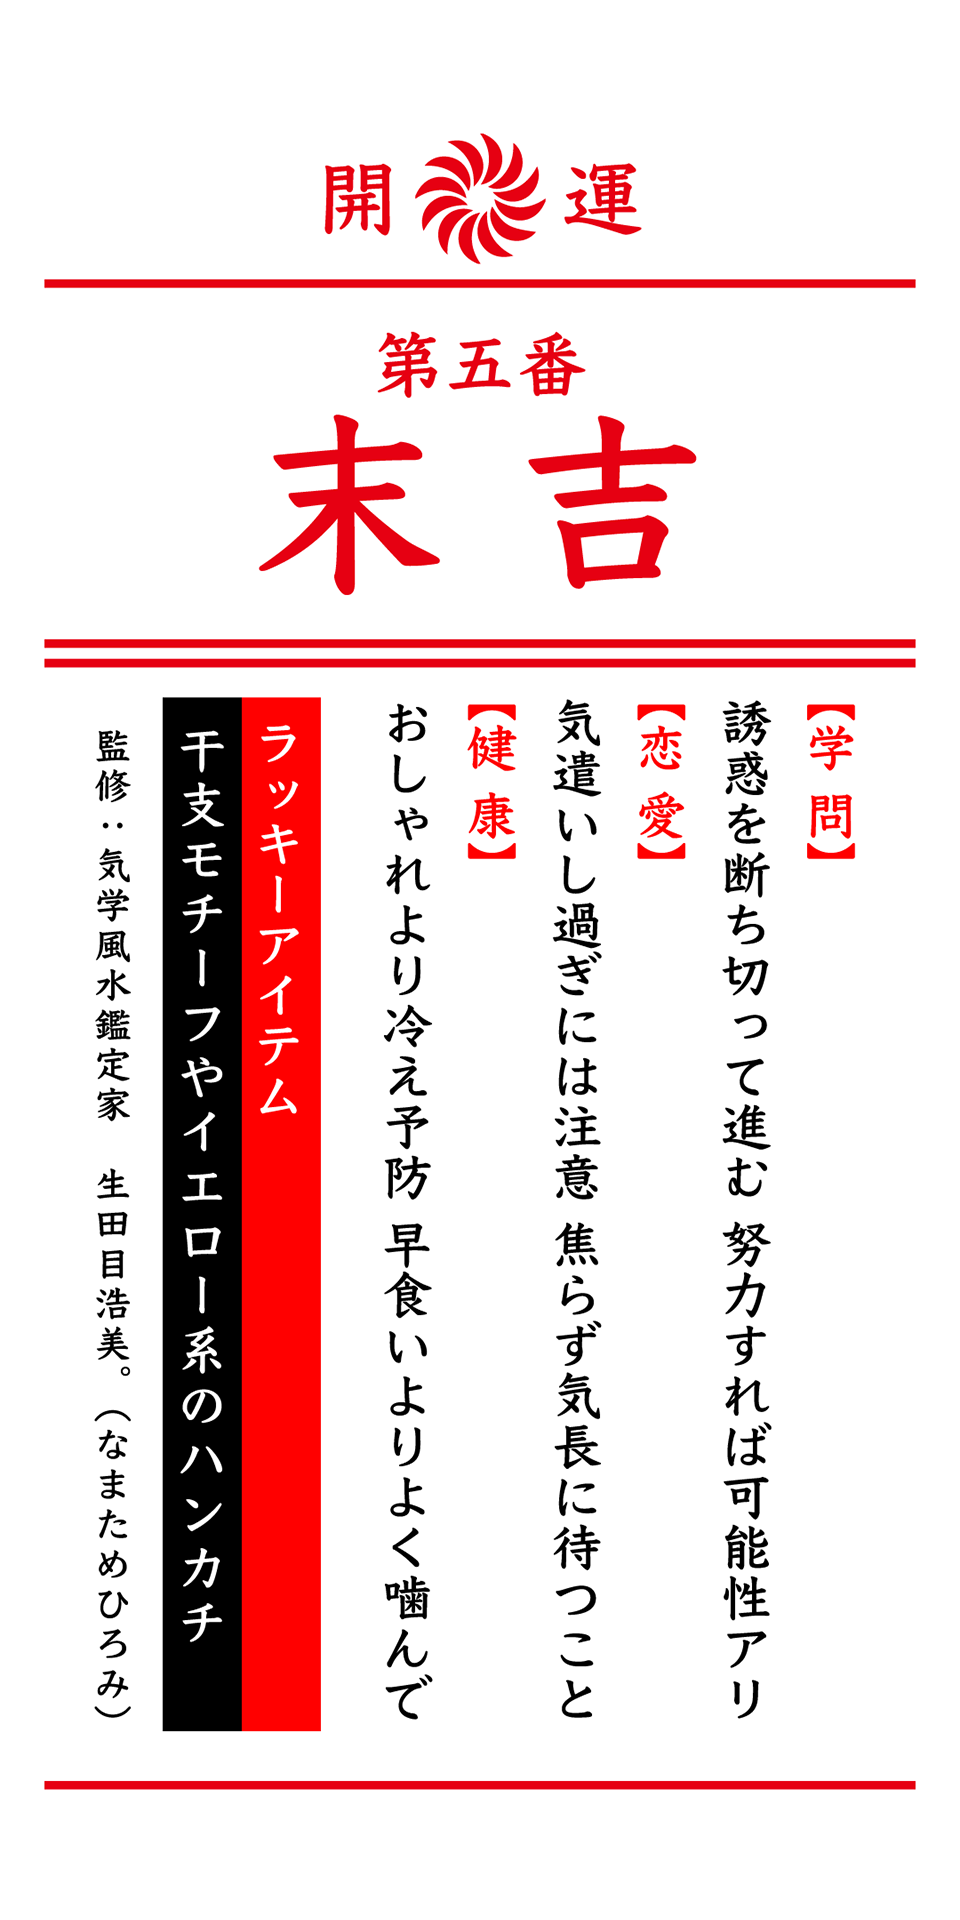 開運
第五番
末吉
【学問】
誘惑を断ち切って進む 努力すれば可能性アリ
【恋愛】
気遣いし過ぎには注意 焦らず気長に待つこと
【健康】
おしゃれより冷え予防 早食いよりよく噛んで
ラッキーアイテム
干支モチーフやイエロー系のハンカチ
監修：気学風水鑑定家　生田目浩美。（なまためひろみ）